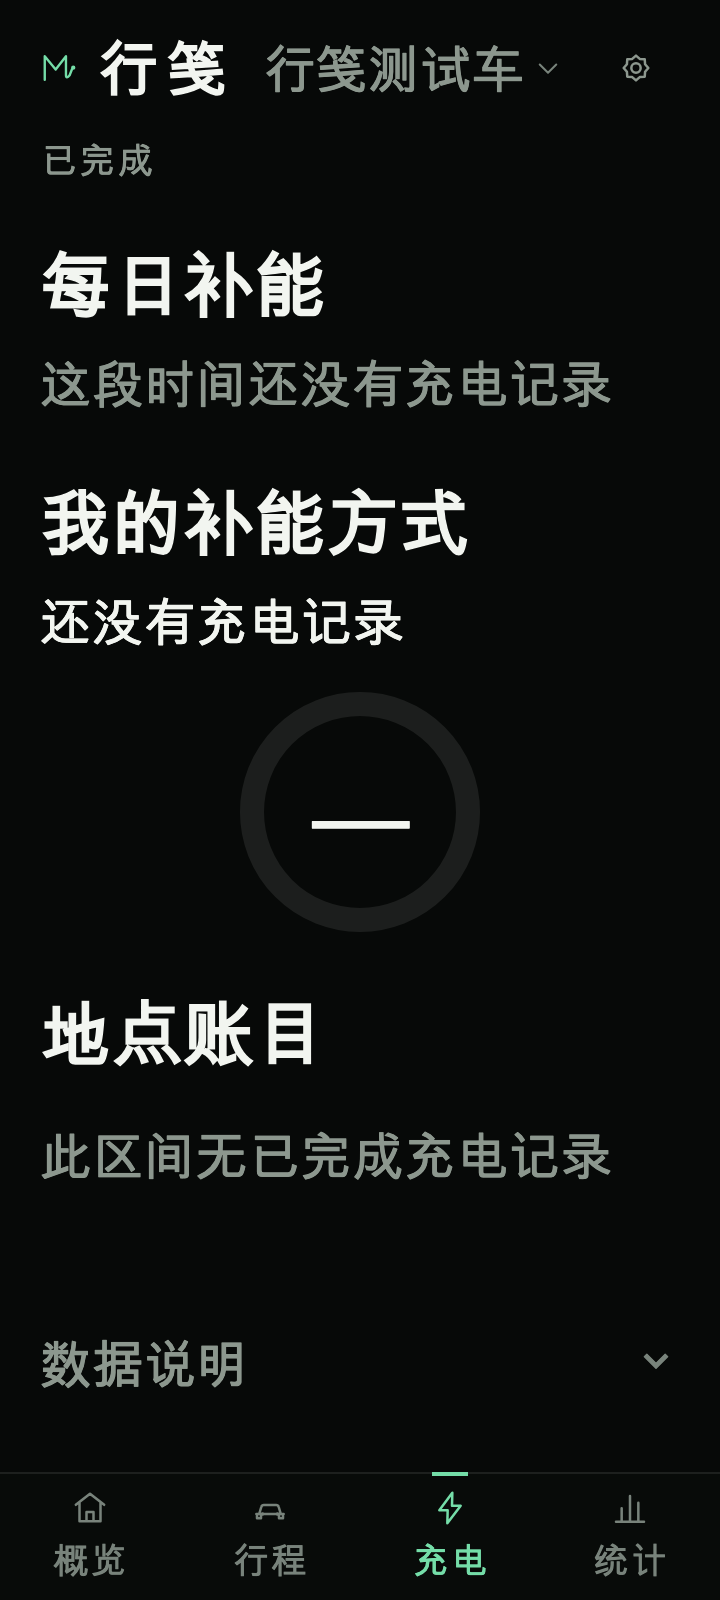 行笺 行笺测试车
已完成
每日补能
这段时间还没有充电记录
我的补能方式
还没有充电记录
—
地点账目
此区间无已完成充电记录
数据说明
概览 行程 充电 统计